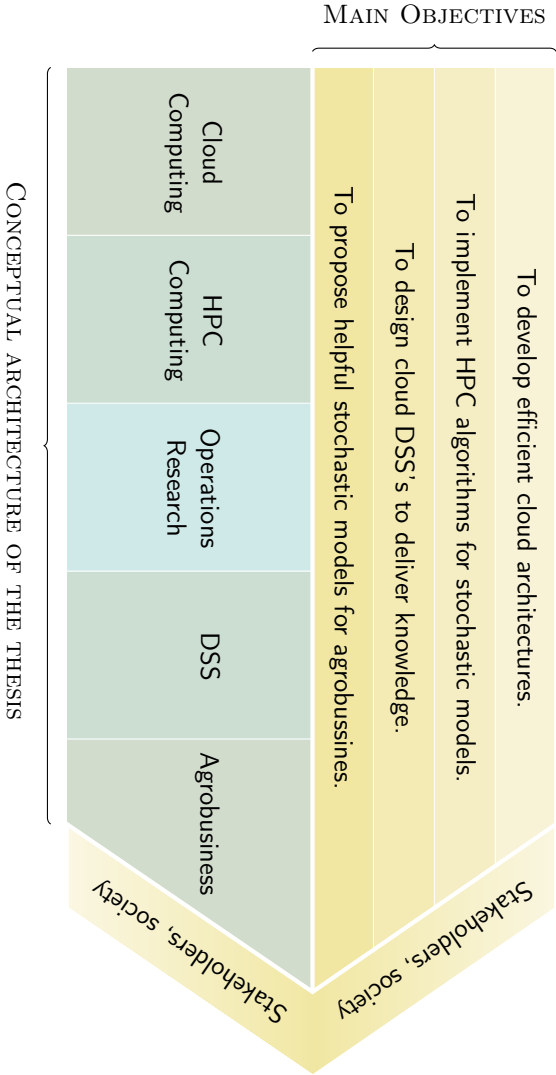 MAIN OBJECTIVES
To develop efficient cloud architectures.
To implement HPC algorithms for stochastic models.
To design cloud DSS's to deliver knowledge.
To propose helpful stochastic models for agrobussines.
Stakeholders, society
Cloud
Computing
HPC
Computing
Operations
Research
DSS
Agrobusiness
Stakeholders, society
CONCEPTUAL ARCHITECTURE OF THE THESIS